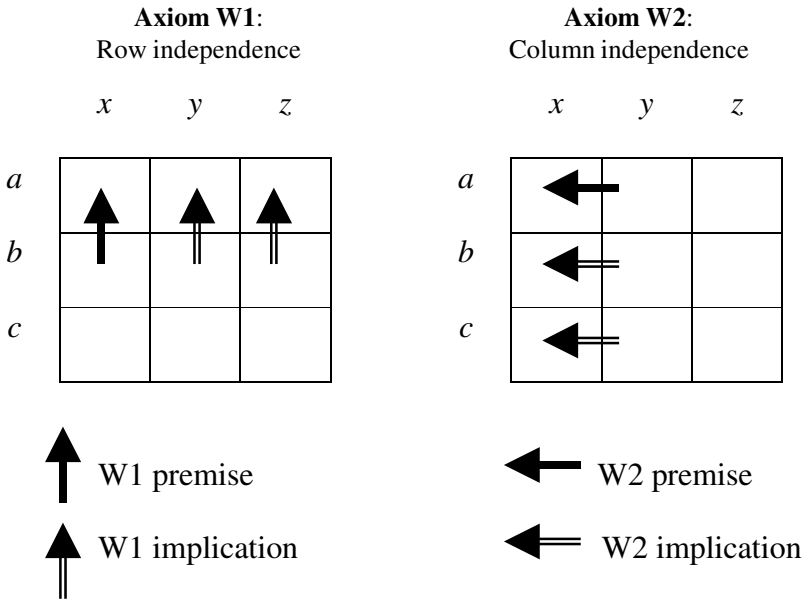 Axiom W1:
Row independence
x y z
a
b
c
W1 premise
W1 implication
Axiom W2:
Column independence
x y z
a
b
c
W2 premise
W2 implication